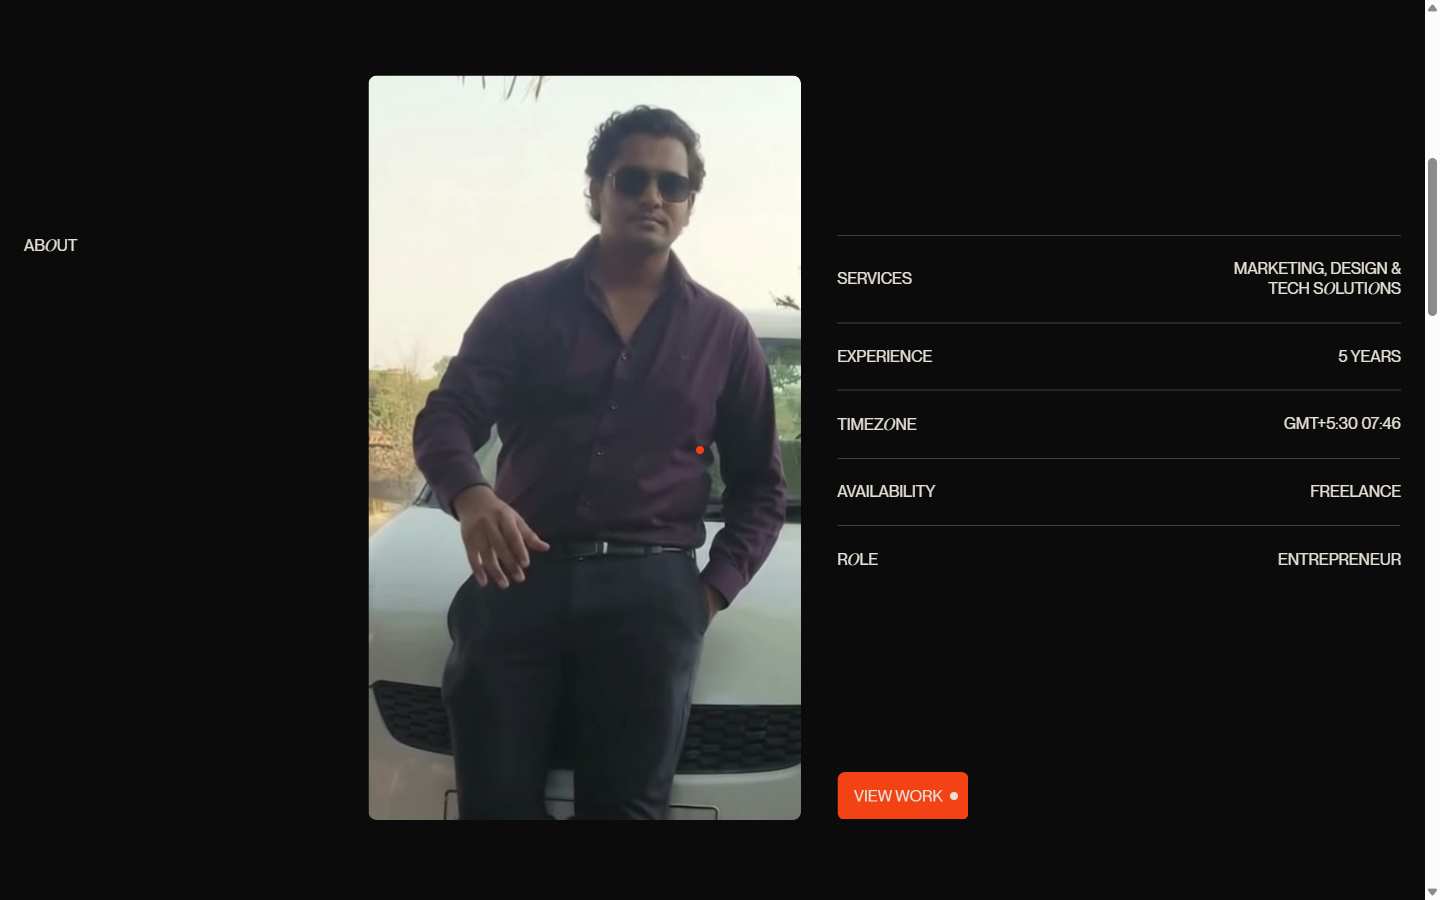 ABOUT
SERVICES
MARKETING, DESIGN &
TECH SOLUTIONS
EXPERIENCE
5 YEARS
TIMEZONE
GMT+5:30 07:46
AVAILABILITY
FREELANCE
ROLE
ENTREPRENEUR
VIEW WORK